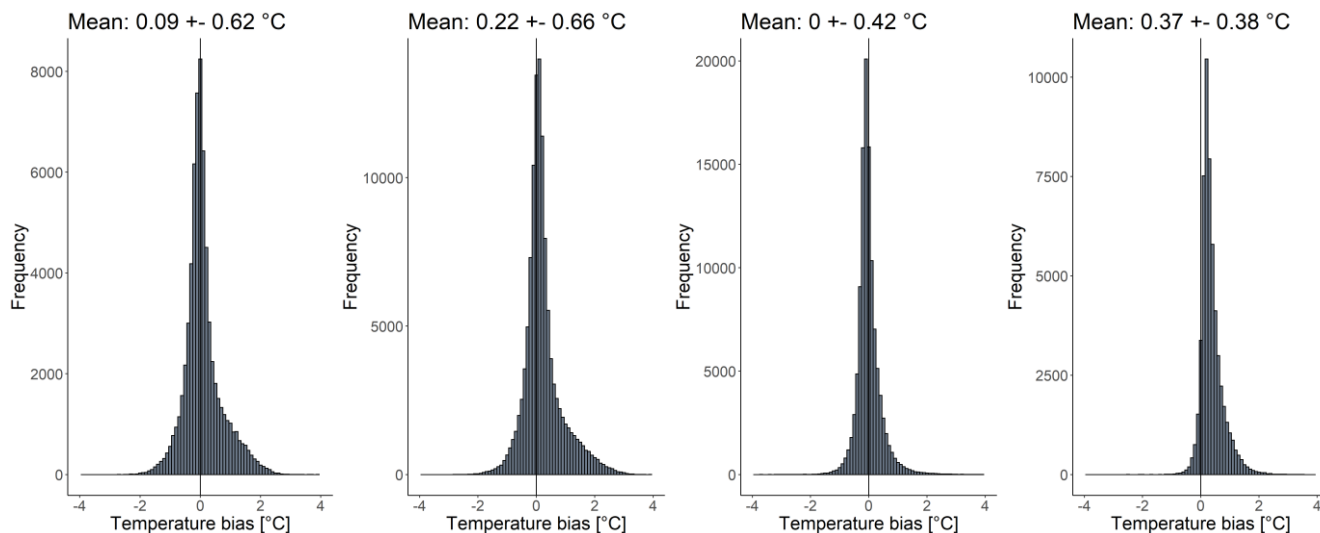 Mean: 0.09 +- 0.62 °C
8000
6000
4000
2000
0
Frequency
-4 -2 0 2 4
Temperature bias [°C]
Mean: 0.22 +- 0.66 °C
10000
5000
0
Frequency
-4 -2 0 2 4
Temperature bias [°C]
Mean: 0 +- 0.42 °C
20000
15000
10000
5000
0
Frequency
-4 -2 0 2 4
Temperature bias [°C]
Mean: 0.37 +- 0.38 °C
10000
7500
5000
2500
0
Frequency
-4 -2 0 2 4
Temperature bias [°C]